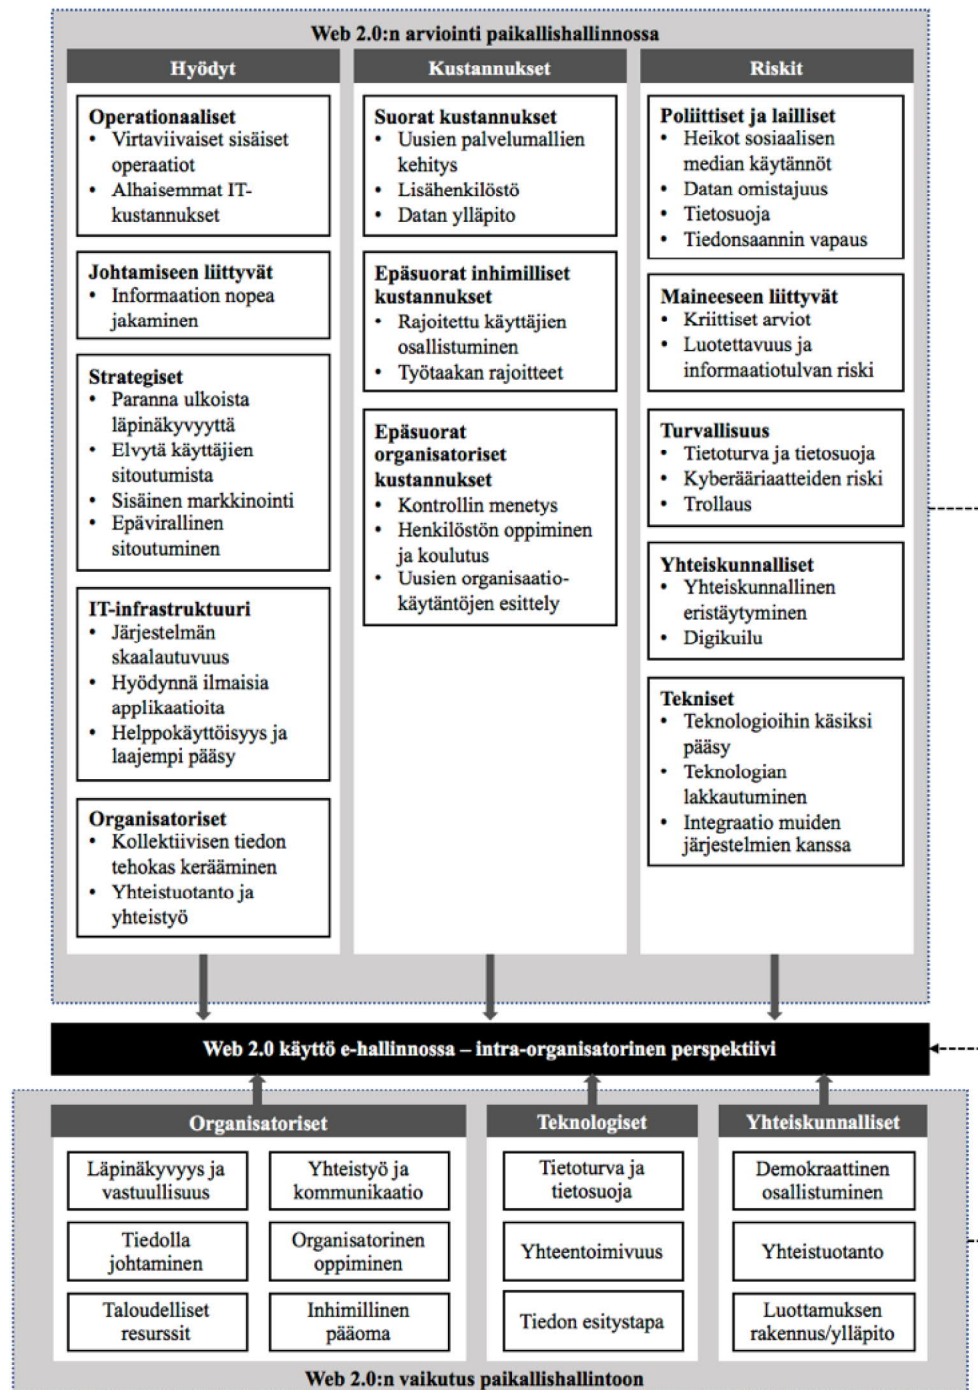 Web 2.0:n arviointi paikallishallinnossa
Hyödyt
Operationaaliset
• Virtaviivaiset sisäiset
operaatiot
• Alhaisemmat IT-
kustannukset
Johtamiseen liittyvät
• Informaation nopea
jakaminen
Strategiset
• Paranna ulkoista
läpinäkyvyyttä
• Elvytä käyttäjien
sitoutumista
• Sisäinen markkinointi
• Epävirallinen
sitoutuminen
IT-infrastruktuuri
• Järjestelmän
skaalautuvuus
• Hyödynnä ilmaisia
applikaatioita
• Helppokäyttöisyys ja
laajempi pääsy
Organisatoriset
• Kollektiivisen tiedon
tehokas kerääminen
• Yhteistuotanto ja
yhteistyö
Kustannukset
Suorat kustannukset
• Uusien palvelumallien
kehitys
• Lisähenkilöstö
• Datan ylläpito
Epäsuorat inhimilliset
kustannukset
• Rajoitettu käyttäjien
osallistuminen
• Työtaakan rajoitteet
Epäsuorat
organisatoriset
kustannukset
• Kontrollin menetys
• Henkilöstön oppiminen
ja koulutus
• Uusien organisaatio-
käytäntöjen esittely
Riskit
Poliittiset ja lailliset
• Heikot sosiaalisen
median käytännöt
• Datan omistajuus
• Tietosuoja
• Tiedonsaannin vapaus
Maineeseen liittyvät
• Kriittiset arviot
• Luotettavuus ja
informaatiotulvan riski
Turvallisuus
• Tietoturva ja tietosuoja
• Kyberääriaatteiden riski
• Trollaus
Yhteiskunnalliset
• Yhteiskunnallinen
eristäytyminen
• Digikuilu
Tekniset
• Teknologioihin käsiksi
pääsy
• Teknologian
lakkautuminen
• Integraatio muiden
järjestelmien kanssa
Web 2.0 käyttö e-hallinnossa – intra-organisatorinen perspektiivi
Organisatoriset
Läpinäkyvyys ja
vastuullisuus
Yhteistyö ja
kommunikaatio
Tiedolla
johtaminen
Organisatorinen
oppiminen
Taloudelliset
resurssit
Inhimillinen
pääoma
Teknologiset
Tietoturva ja
tietosuoja
Yhteentoimivuus
Tiedon esitystapa
Yhteiskunnalliset
Demokraattinen
osallistuminen
Yhteistuotanto
Luottamuksen
rakennus/ylläpito
Web 2.0:n vaikutus paikallishallintoon